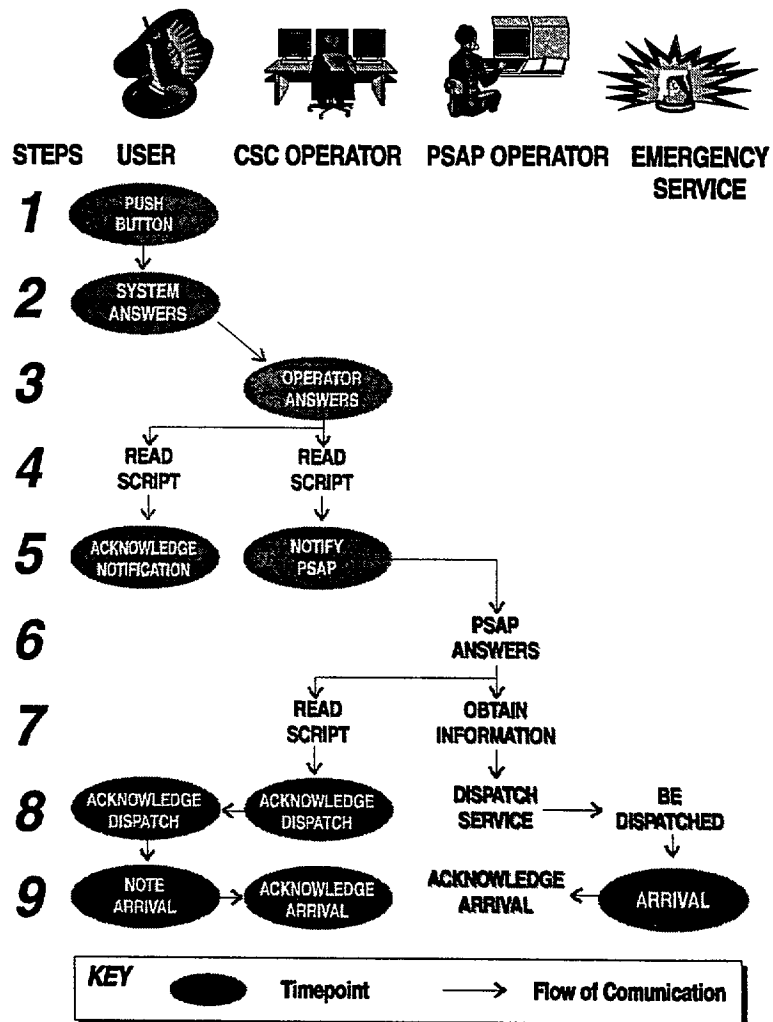 STEPS USER CSC OPERATOR PSAP OPERATOR EMERGENCY
SERVICE
1 PUSH
BUTTON
2 SYSTEM
ANSWERS
3 OPERATOR
ANSWERS
4 READ READ
SCRIPT SCRIPT
5 ACKNOWLEDGE NOTIFY
NOTIFICATION PSAP
6 PSAP
ANSWERS
7 READ OBTAIN
SCRIPT INFORMATION
8 ACKNOWLEDGE ACKNOWLEDGE DISPATCH BE
DISPATCH DISPATCH SERVICE DISPATCHED
9 NOTE ACKNOWLEDGE ACKNOWLEDGE ARRIVAL
ARRIVAL ARRIVAL ARRIVAL
KEY Timepoint Flow of Comunication